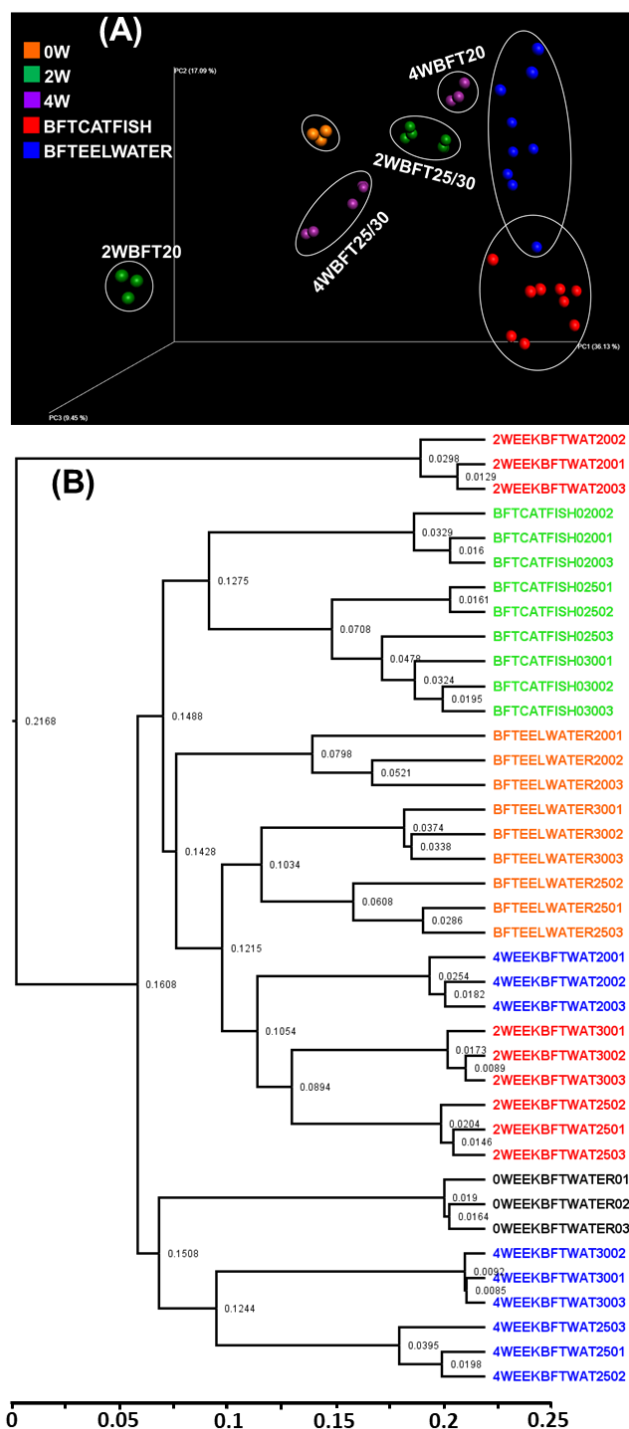 (A)
0W
2W
4W
BFTCATFISH
BFTEELWATER
PC2 (17.09 %)
4WBFT20
2WBFT25/30
4WBFT25/30
2WBFT20
PC1 (36.13 %)
PC3 (9.45 %)
(B)
2WEEKBFTWAT2002
0.0298
2WEEKBFTWAT2001
0.0129
2WEEKBFTWAT2003
BFTCATFISH02002
0.0329
BFTCATFISH02001
0.016
BFTCATFISH02003
0.1275
BFTCATFISH02501
0.0161
BFTCATFISH02502
0.0708
BFTCATFISH02503
0.0478
BFTCATFISH03001
0.0324
BFTCATFISH03002
0.0195
BFTCATFISH03003
0.2168
0.1488
BFTEELWATER2001
0.0798
BFTEELWATER2002
0.0521
BFTEELWATER2003
BFTEELWATER3001
0.0374
BFTEELWATER3002
0.0338
0.1428
BFTEELWATER3003
0.1034
BFTEELWATER2502
0.0608
BFTEELWATER2501
0.0286
BFTEELWATER2503
0.1215
4WEEKBFTWAT2001
0.0254
4WEEKBFTWAT2002
0.1608
0.0182
4WEEKBFTWAT2003
0.1054
2WEEKBFTWAT3001
0.0173
2WEEKBFTWAT3002
0.0089
2WEEKBFTWAT3003
0.0894
2WEEKBFTWAT2502
0.0204
2WEEKBFTWAT2501
0.0146
2WEEKBFTWAT2503
0WEEKBFTWATER01
0.019
0WEEKBFTWATER02
0.0164
0WEEKBFTWATER03
0.1508
4WEEKBFTWAT3002
0.0092
4WEEKBFTWAT3001
0.0085
4WEEKBFTWAT3003
0.1244
4WEEKBFTWAT2503
0.0395
4WEEKBFTWAT2501
0.0198
4WEEKBFTWAT2502
0 0.05 0.1 0.15 0.2 0.25